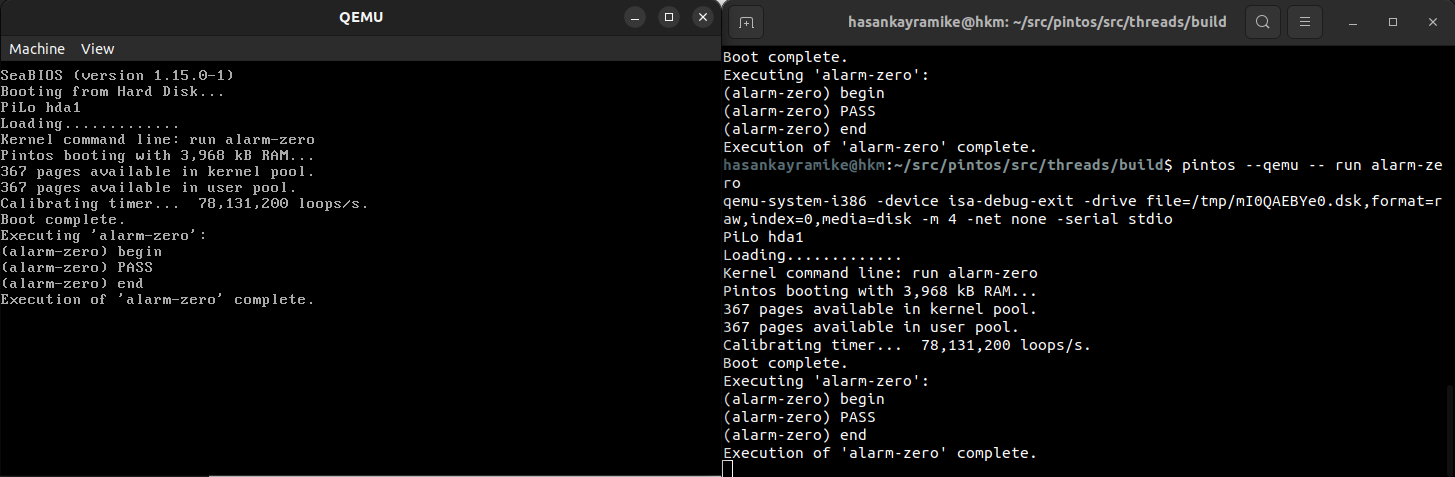 QEMU
Machine View
SeaBIOS (version 1.15.0-1)
Booting from Hard Disk...
PiLo hda1
Loading.............
Kernel command line: run alarm-zero
Pintos booting with 3,968 kB RAM...
367 pages available in kernel pool.
367 pages available in user pool.
Calibrating timer...  78,131,200 loops/s.
Boot complete.
Executing 'alarm-zero':
(alarm-zero) begin
(alarm-zero) PASS
(alarm-zero) end
Execution of 'alarm-zero' complete.
hasankayramike@hkm: ~/src/pintos/src/threads/build
Boot complete.
Executing 'alarm-zero':
(alarm-zero) begin
(alarm-zero) PASS
(alarm-zero) end
Execution of 'alarm-zero' complete.
hasankayramike@hkm:~/src/pintos/src/threads/build$ pintos --qemu -- run alarm-ze
ro
qemu-system-i386 -device isa-debug-exit -drive file=/tmp/mI0QAEBYe0.dsk,format=r
aw,index=0,media=disk -m 4 -net none -serial stdio
PiLo hda1
Loading.............
Kernel command line: run alarm-zero
Pintos booting with 3,968 kB RAM...
367 pages available in kernel pool.
367 pages available in user pool.
Calibrating timer...  78,131,200 loops/s.
Boot complete.
Executing 'alarm-zero':
(alarm-zero) begin
(alarm-zero) PASS
(alarm-zero) end
Execution of 'alarm-zero' complete.